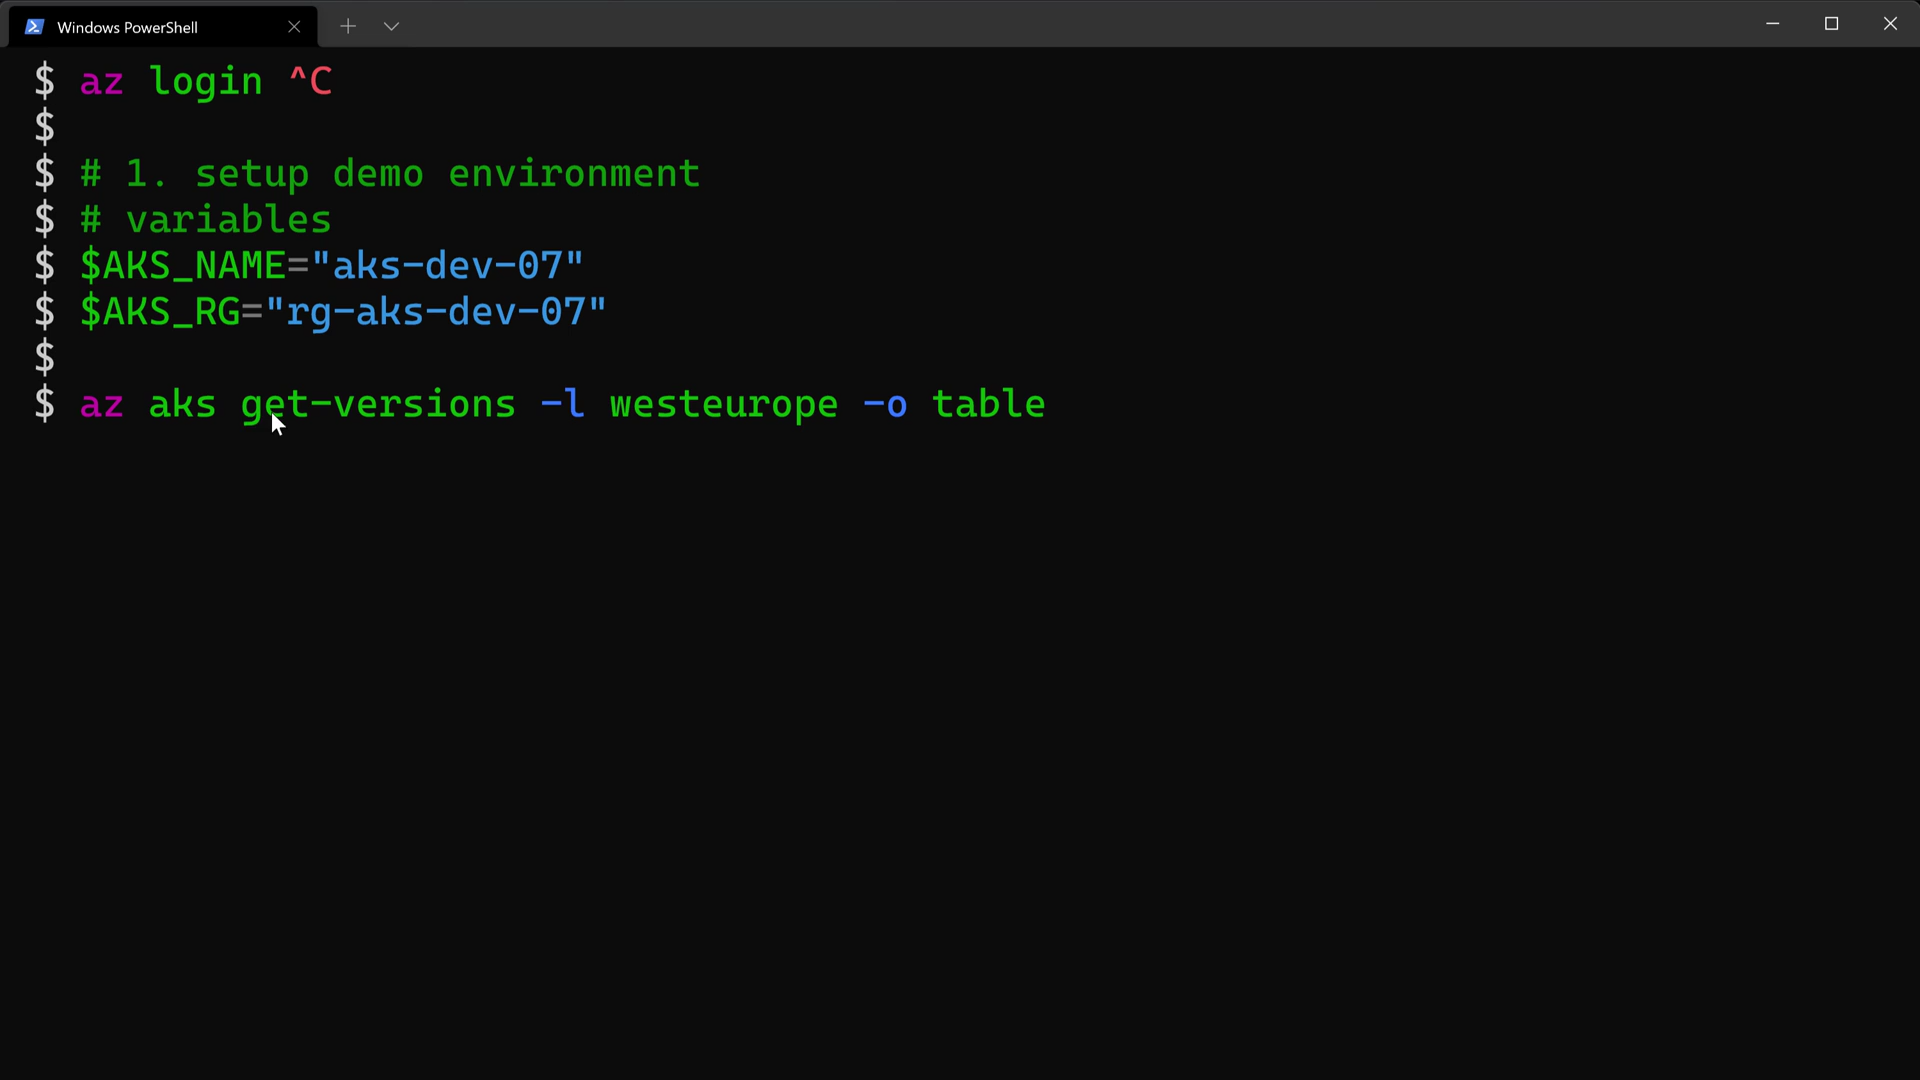 Windows PowerShell
$ az login ^C
$
$ # 1. setup demo environment
$ # variables
$ $AKS_NAME="aks-dev-07"
$ $AKS_RG="rg-aks-dev-07"
$
$ az aks get-versions -l westeurope -o table